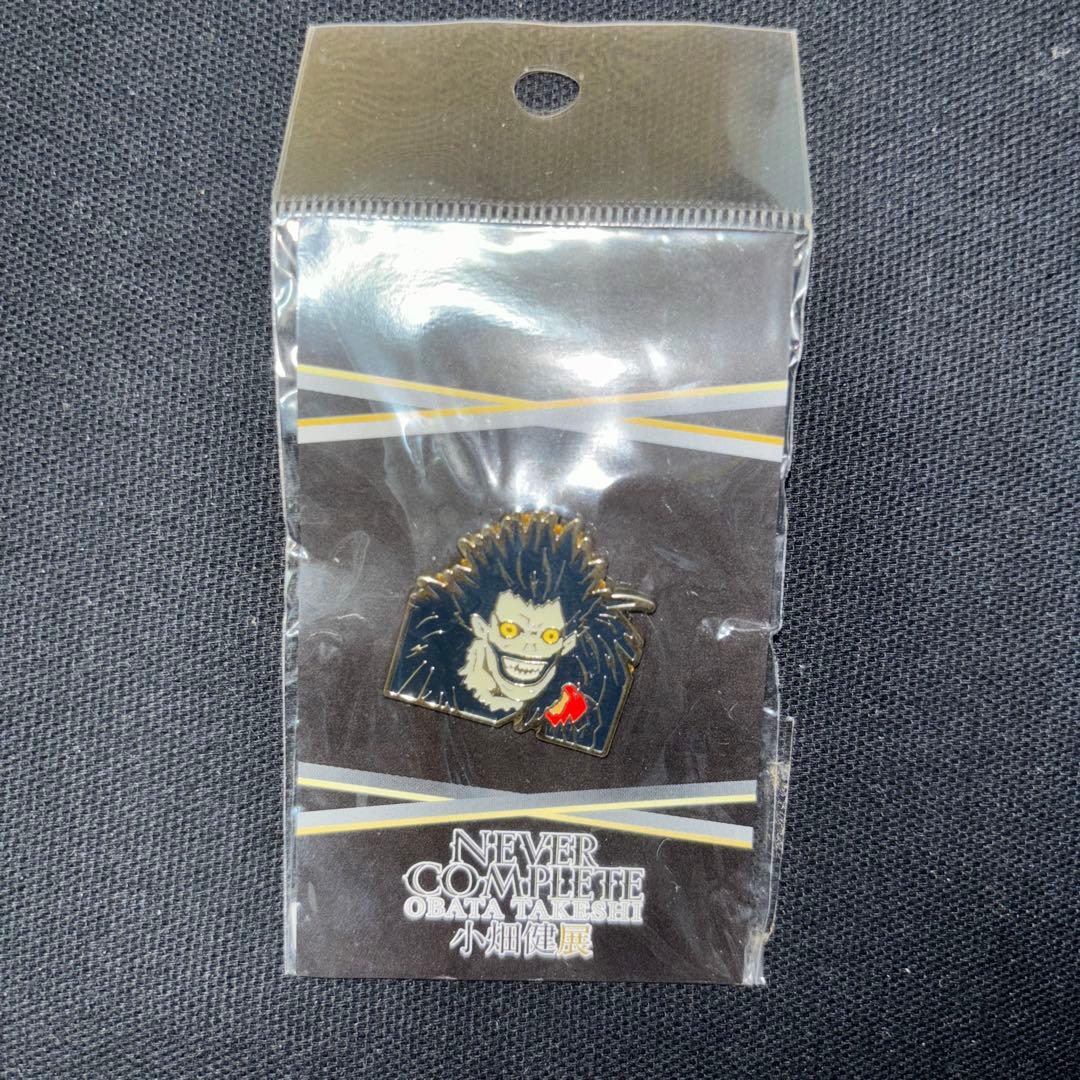 NEVER
COMPLETE
OBATA TAKESHI
小畑健展